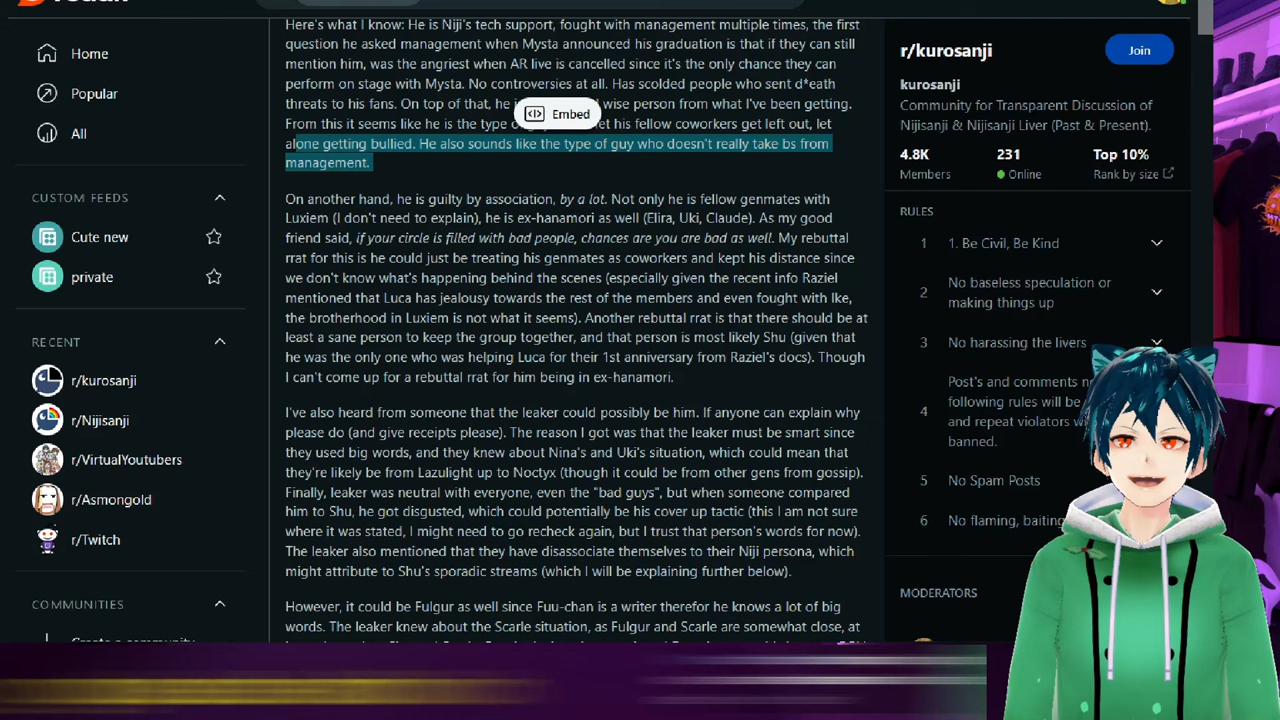 Home
Popular
All
CUSTOM FEEDS
Cute new
private
RECENT
r/kurosanji
r/Nijisanji
r/VirtualYoutubers
r/Asmongold
r/Twitch
COMMUNITIES
Here's what I know: He is Niji's tech support, fought with management multiple times, the first
question he asked management when Mysta announced his graduation is that if they can still
mention him, was the angriest when AR live is cancelled since it's the only chance they can
perform on stage with Mysta. No controversies at all. Has scolded people who sent d*eath
threats to his fans. On top of that, he wise person from what I've been getting.
From this it seems like he is the type his fellow coworkers get left out, let
alone getting bullied. He also sounds like the type of guy who doesn't really take bs from
management.
Embed
On another hand, he is guilty by association, by a lot. Not only he is fellow genmates with
Luxiem (I don't need to explain), he is ex-hanamori as well (Elira, Uki, Claude). As my good
friend said, if your circle is filled with bad people, chances are you are bad as well. My rebuttal
rrat for this is he could just be treating his genmates as coworkers and kept his distance since
we don't know what's happening behind the scenes (especially given the recent info Raziel
mentioned that Luca has jealousy towards the rest of the members and even fought with Ike,
the brotherhood in Luxiem is not what it seems). Another rebuttal rrat is that there should be at
least a sane person to keep the group together, and that person is most likely Shu (given that
he was the only one who was helping Luca for their 1st anniversary from Raziel's docs). Though
I can't come up for a rebuttal rrat for him being in ex-hanamori.
I've also heard from someone that the leaker could possibly be him. If anyone can explain why
please do (and give receipts please). The reason I got was that the leaker must be smart since
they used big words, and they knew about Nina's and Uki's situation, which could mean that
they're likely be from Lazulight up to Noctyx (though it could be from other gens from gossip).
Finally, leaker was neutral with everyone, even the "bad guys", but when someone compared
him to Shu, he got disgusted, which could potentially be his cover up tactic (this I am not sure
where it was stated, I might need to go recheck again, but I trust that person's words for now).
The leaker also mentioned that they have disassociate themselves to their Niji persona, which
might attribute to Shu's sporadic streams (which I will be explaining further below).
However, it could be Fulgur as well since Fuu-chan is a writer therefor he knows a lot of big
words. The leaker knew about the Scarle situation, as Fulgur and Scarle are somewhat close, at
r/kurosanji
Join
kurosanji
Community for Transparent Discussion of
Nijisanji & Nijisanji Liver (Past & Present).
4.8K 231 Top 10%
Members Online Rank by size
RULES
1 1. Be Civil, Be Kind
2 No baseless speculation or
making things up
3 No harassing the livers
4 Post's and comments
following rules will be
and repeat violators
banned.
5 No Spam Posts
6 No flaming, baiting
MODERATORS